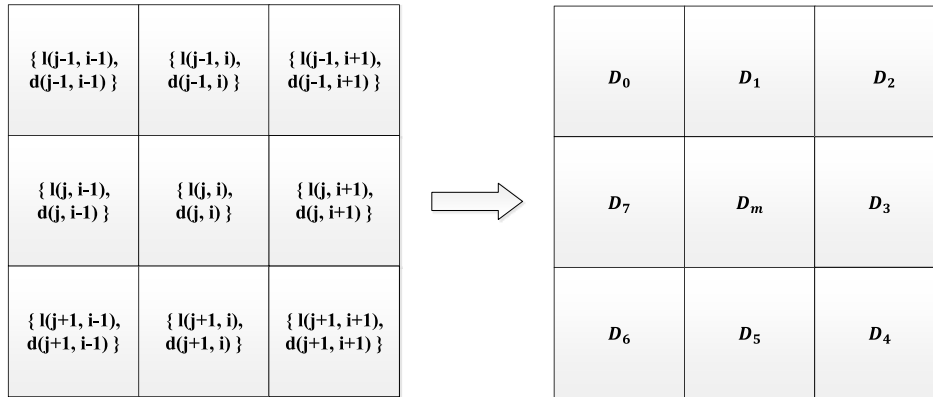 { l(j-1, i-1), { l(j-1, i), { l(j-1, i+1),
d(j-1, i-1) } d(j-1, i) } d(j-1, i+1) }
D₀ D₁ D₂
{ l(j, i-1), { l(j, i), { l(j, i+1),
d(j, i-1) } d(j, i) } d(j, i+1) }
D₇ Dₘ D₃
{ l(j+1, i-1), { l(j+1, i), { l(j+1, i+1),
d(j+1, i-1) } d(j+1, i) } d(j+1, i+1) }
D₆ D₅ D₄